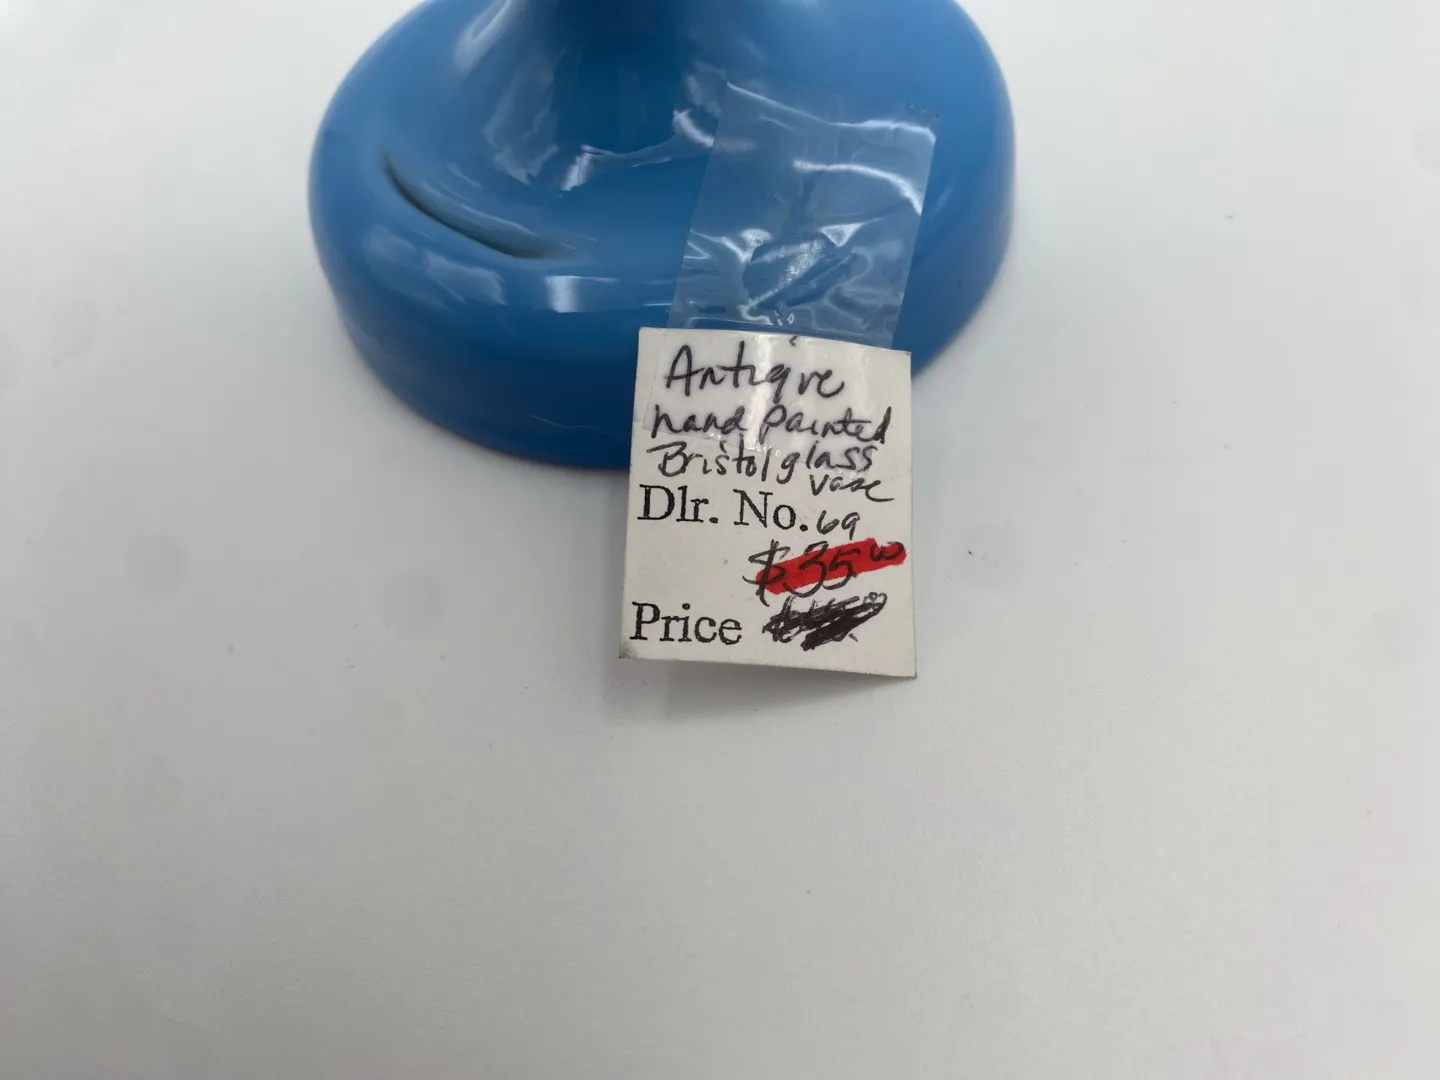 Antique
hand painted
Bristol glass
vase
Dlr. No. 69
$35.00
Price